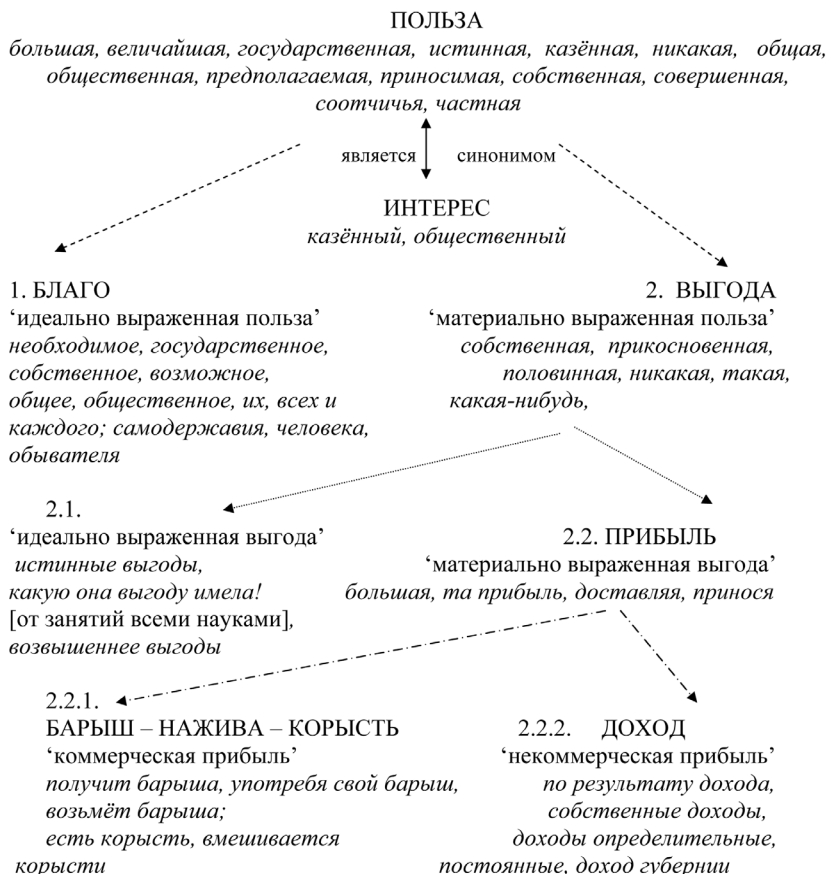 ПОЛЬЗА
большая, величайшая, государственная, истинная, казённая, никакая, общая,
общественная, предполагаемая, приносимая, собственная, совершенная,
соотчичья, частная
является синонимом
ИНТЕРЕС
казённый, общественный
1. БЛАГО
‘идеально выраженная польза’
необходимое, государственное,
собственное, возможное,
общее, общественное, их, всех и
каждого; самодержавия, человека,
обывателя
2. ВЫГОДА
‘материально выраженная польза’
собственная, прикосновенная,
половинная, никакая, такая,
какая-нибудь,
2.1.
‘идеально выраженная выгода’
истинные выгоды,
какую она выгоду имела!
[от занятий всеми науками],
возвышеннее выгоды
2.2. ПРИБЫЛЬ
‘материально выраженная выгода’
большая, та прибыль, доставляя, принося
2.2.1.
БАРЫШ – НАЖИВА – КОРЫСТЬ
‘коммерческая прибыль’
получит барыша, употребя свой барыш,
возьмёт барыша;
есть корысть, вмешивается
корысти
2.2.2. ДОХОД
‘некоммерческая прибыль’
по результату дохода,
собственные доходы,
доходы определительные,
постоянные, доход губернии